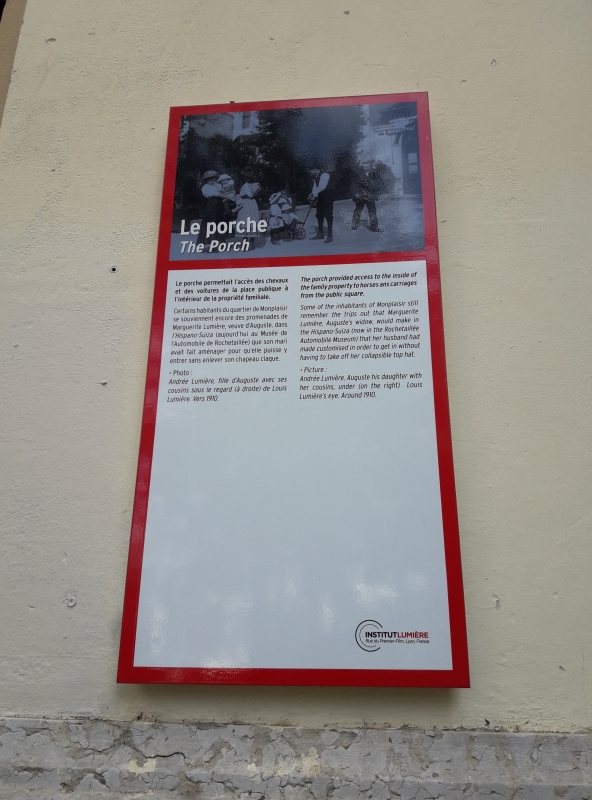 Le porche
The Porch
Le porche permettait l'accès des chevaux
et des voitures de la place publique à
l'intérieur de la propriété familiale.
Certains habitants du quartier de Monplaisir
se souviennent encore des promenades de
Marguerite Lumière, veuve d'Auguste, dans
l'Hispano-Suiza (aujourd'hui au Musée de
l'Automobile de Rochetaillée) que son mari
avait fait aménager pour qu'elle puisse y
entrer sans enlever son chapeau claque.
• Photo :
Andrée Lumière, fille d'Auguste avec ses
cousins sous le regard (à droite) de Louis
Lumière. Vers 1910.
The porch provided access to the inside of
the family property to horses ans carriages
from the public square.
Some of the inhabitants of Monplaisir still
remember the trips out that Marguerite
Lumière, Auguste's widow, would make in
the Hispano-Suiza (now in the Rochetaillée
Automobile Museum) that her husband had
made customised in order to get in without
having to take off her collapsible top hat.
• Picture :
Andrée Lumière, Auguste his daughter with
her cousins, under (on the right) Louis
Lumière's eye. Around 1910.
INSTITUT LUMIÈRE
Rue du Premier-Film, Lyon, France